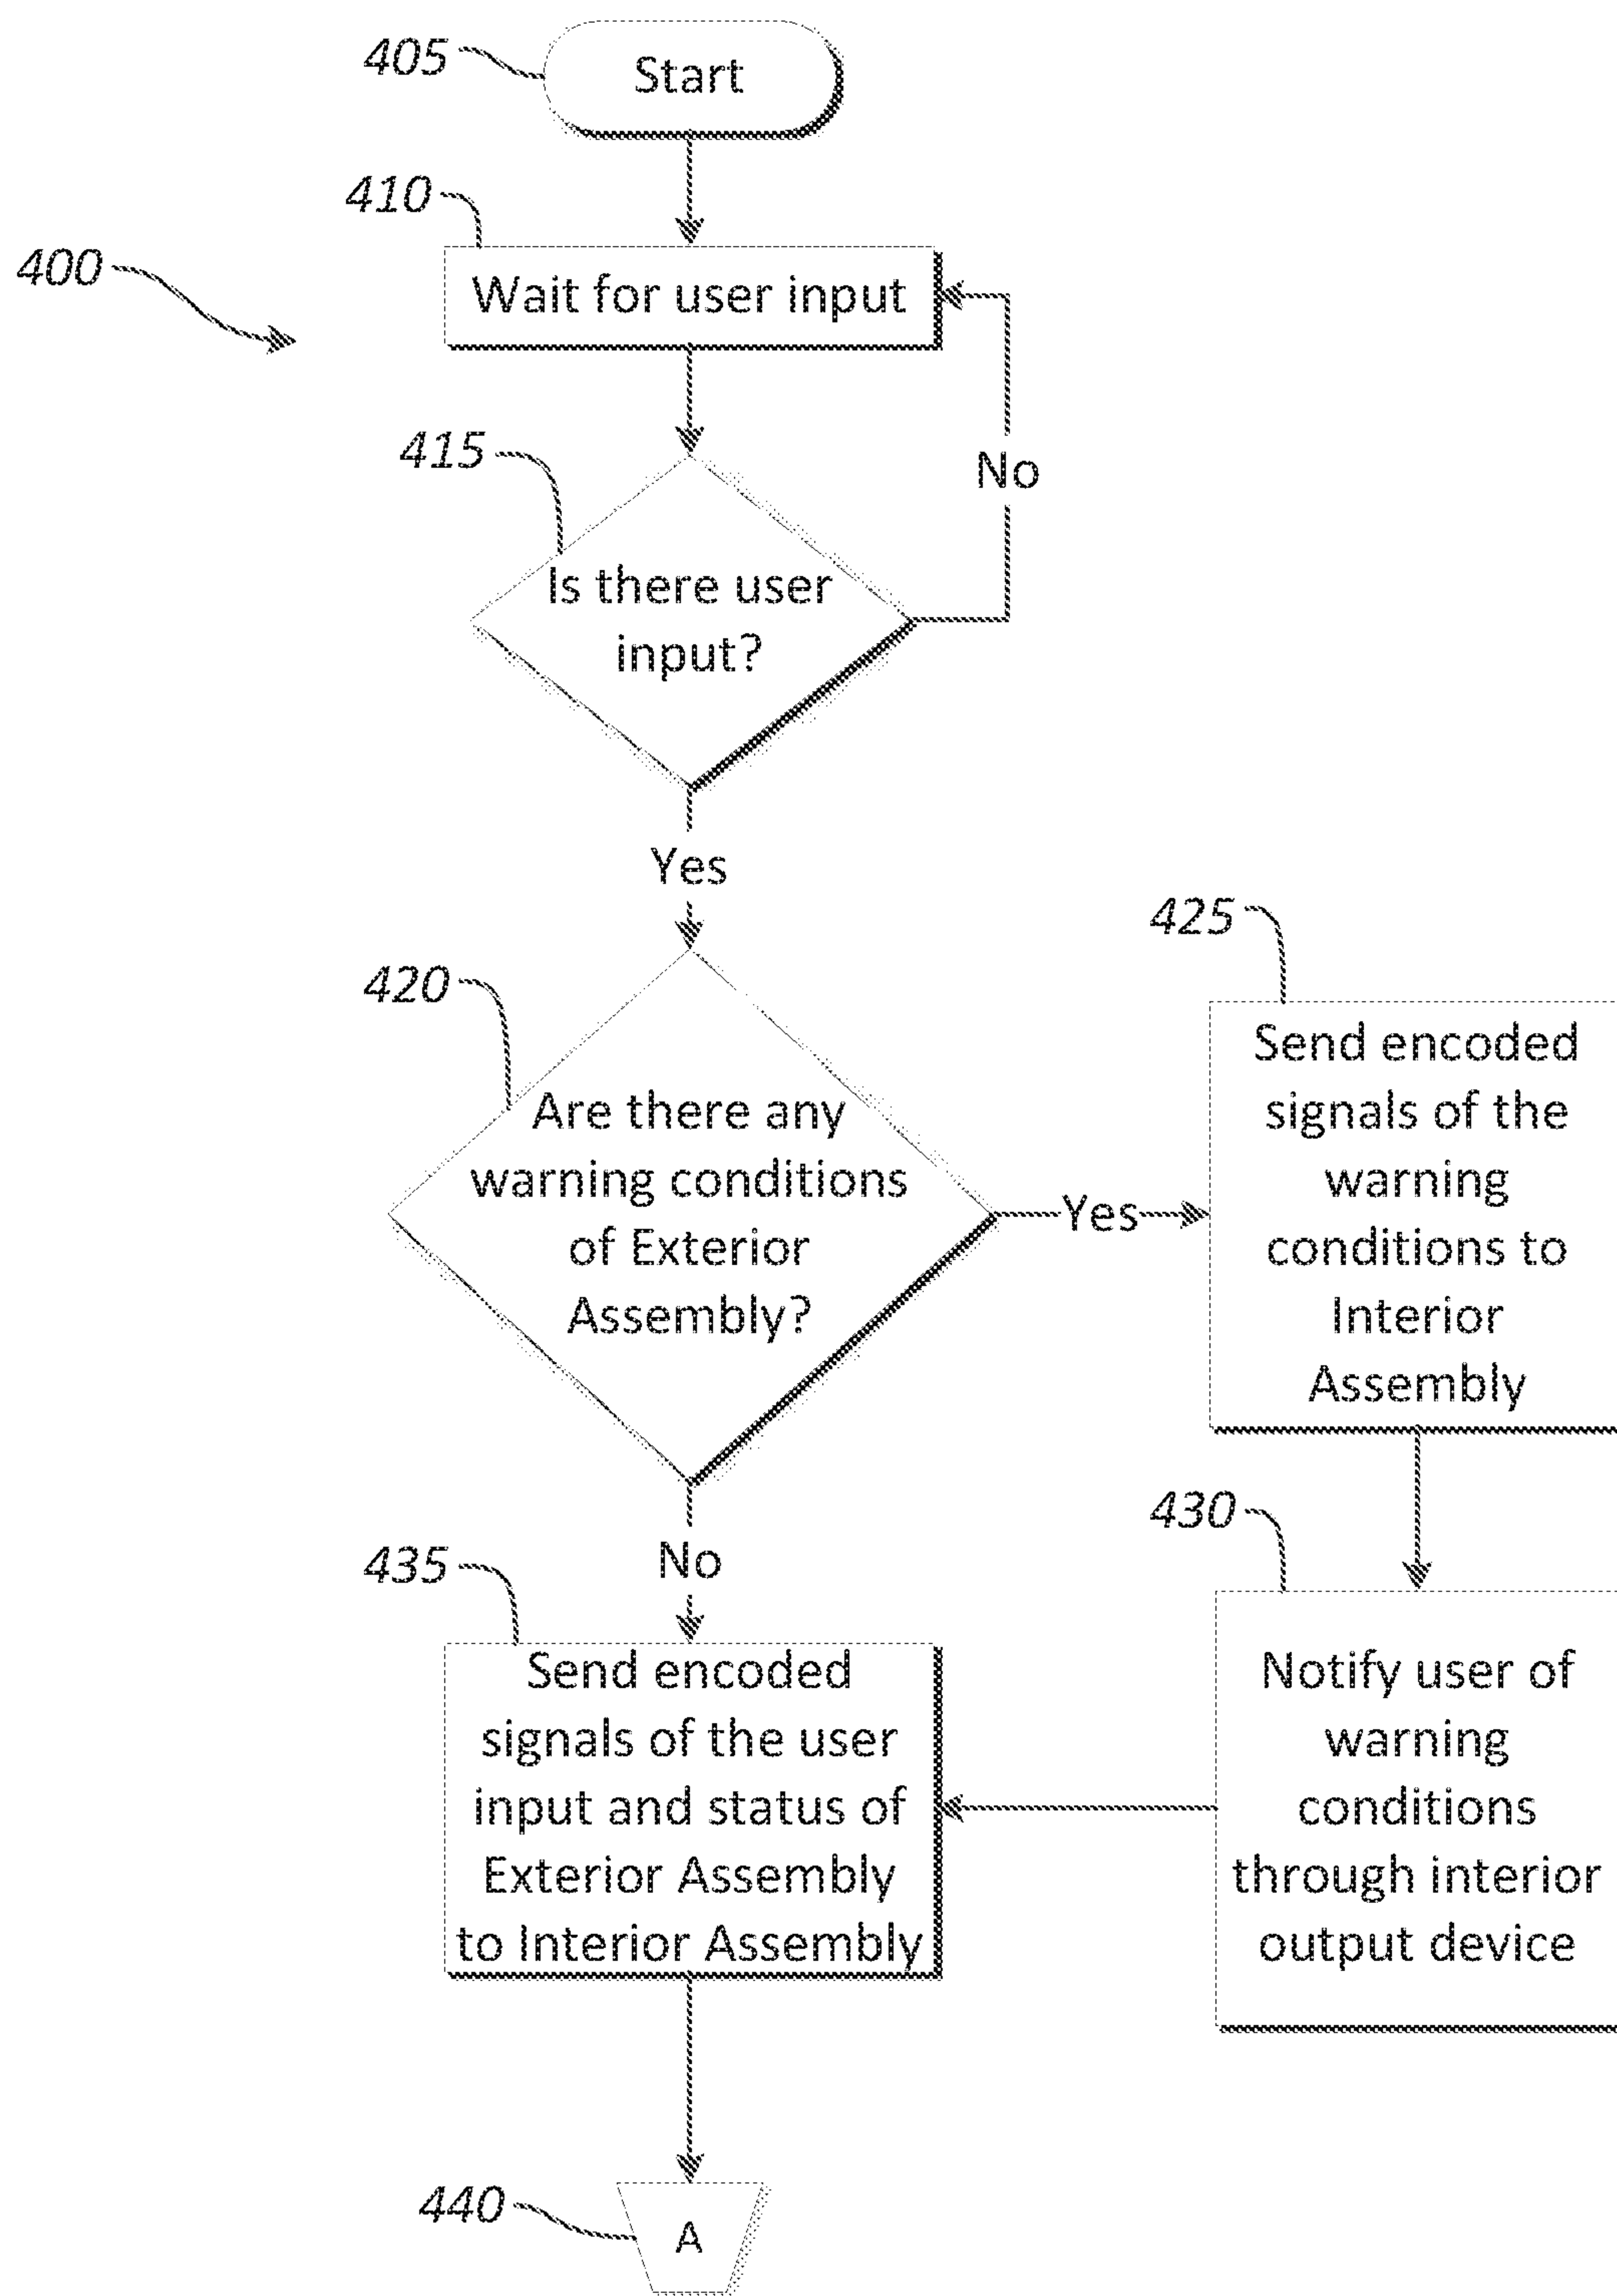 405
Start
410
400
Wait for user input
415
No
Is there user
input?
Yes
420
Are there any
warning conditions
of Exterior
Assembly?
Yes
425
Send encoded
signals of the
warning
conditions to
Interior
Assembly
No
430
Notify user of
warning
conditions
through interior
output device
435
Send encoded
signals of the user
input and status of
Exterior Assembly
to Interior Assembly
440
A